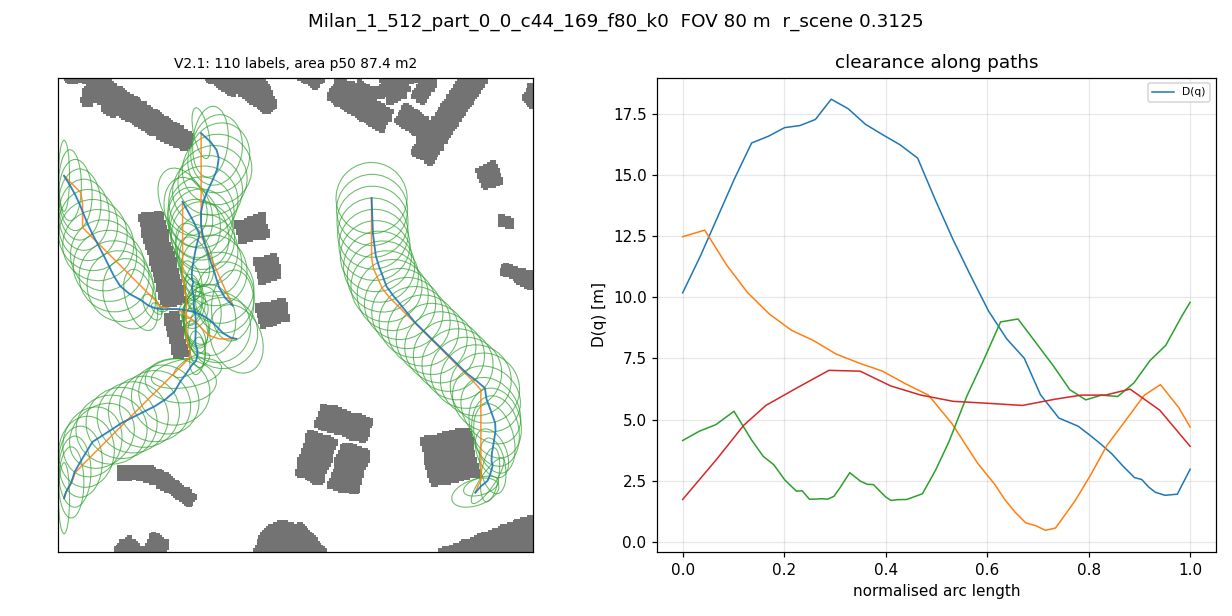 Milan_1_512_part_0_0_c44_169_f80_k0  FOV 80 m  r_scene 0.3125
V2.1: 110 labels, area p50 87.4 m2
clearance along paths
D(q)
17.5
15.0
12.5
10.0
7.5
5.0
2.5
0.0
D(q) [m]
0.0 0.2 0.4 0.6 0.8 1.0
normalised arc length